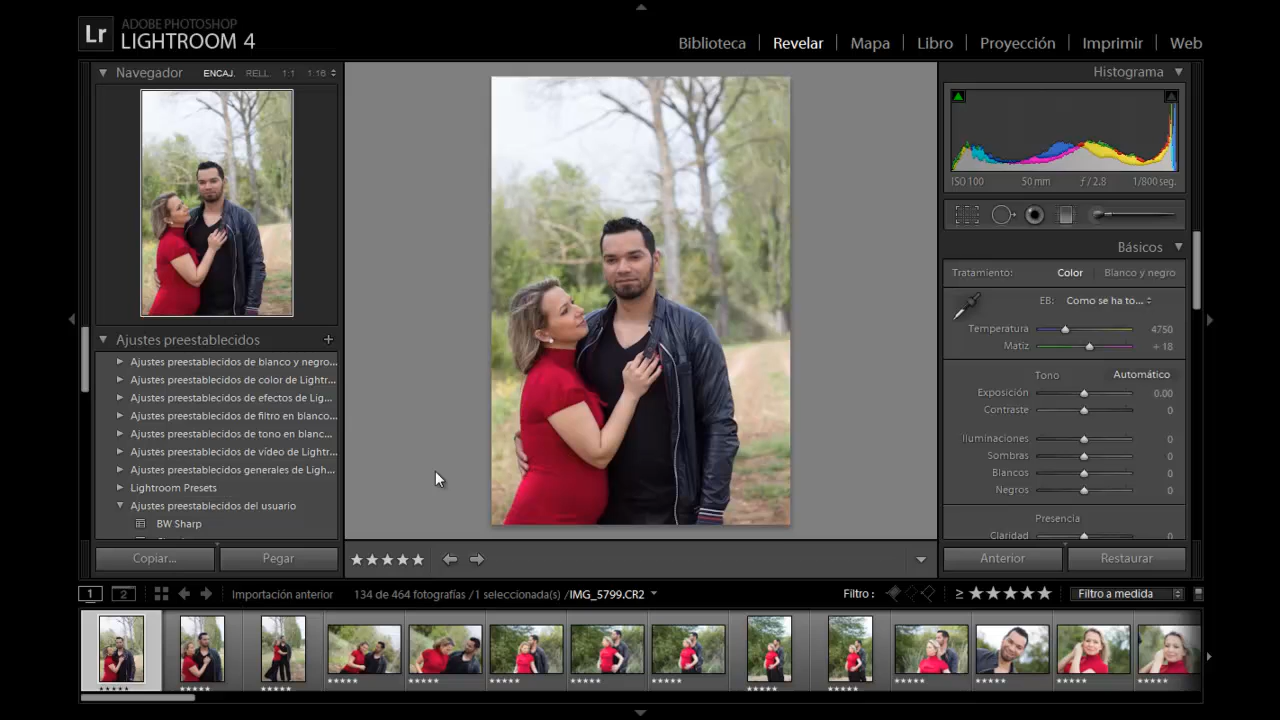 Lr
ADOBE PHOTOSHOP
LIGHTROOM 4
Biblioteca | Revelar | Mapa | Libro | Proyección | Imprimir | Web
Navegador ENCAJ. RELL. 1:1 1:16
Ajustes preestablecidos +
Ajustes preestablecidos de blanco y negro...
Ajustes preestablecidos de color de Lightr...
Ajustes preestablecidos de efectos de Lig...
Ajustes preestablecidos de filtro en blanco...
Ajustes preestablecidos de tono en blanc...
Ajustes preestablecidos de vídeo de Lightr...
Ajustes preestablecidos generales de Ligh...
Lightroom Presets
Ajustes preestablecidos del usuario
BW Sharp
Copiar... Pegar
Histograma
ISO 100 50 mm ƒ / 2.8 1/800 seg.
Básicos
Tratamiento: Color | Blanco y negro
EB: Como se ha to...
Temperatura 4750
Matiz + 18
Tono Automático
Exposición 0.00
Contraste 0
Iluminaciones 0
Sombras 0
Blancos 0
Negros 0
Presencia
Claridad 0
Anterior Restaurar
1 2 Importación anterior 134 de 464 fotografías /1 seleccionada(s) /IMG_5799.CR2 Filtro : ≥ ★★★★★ Filtro a medida